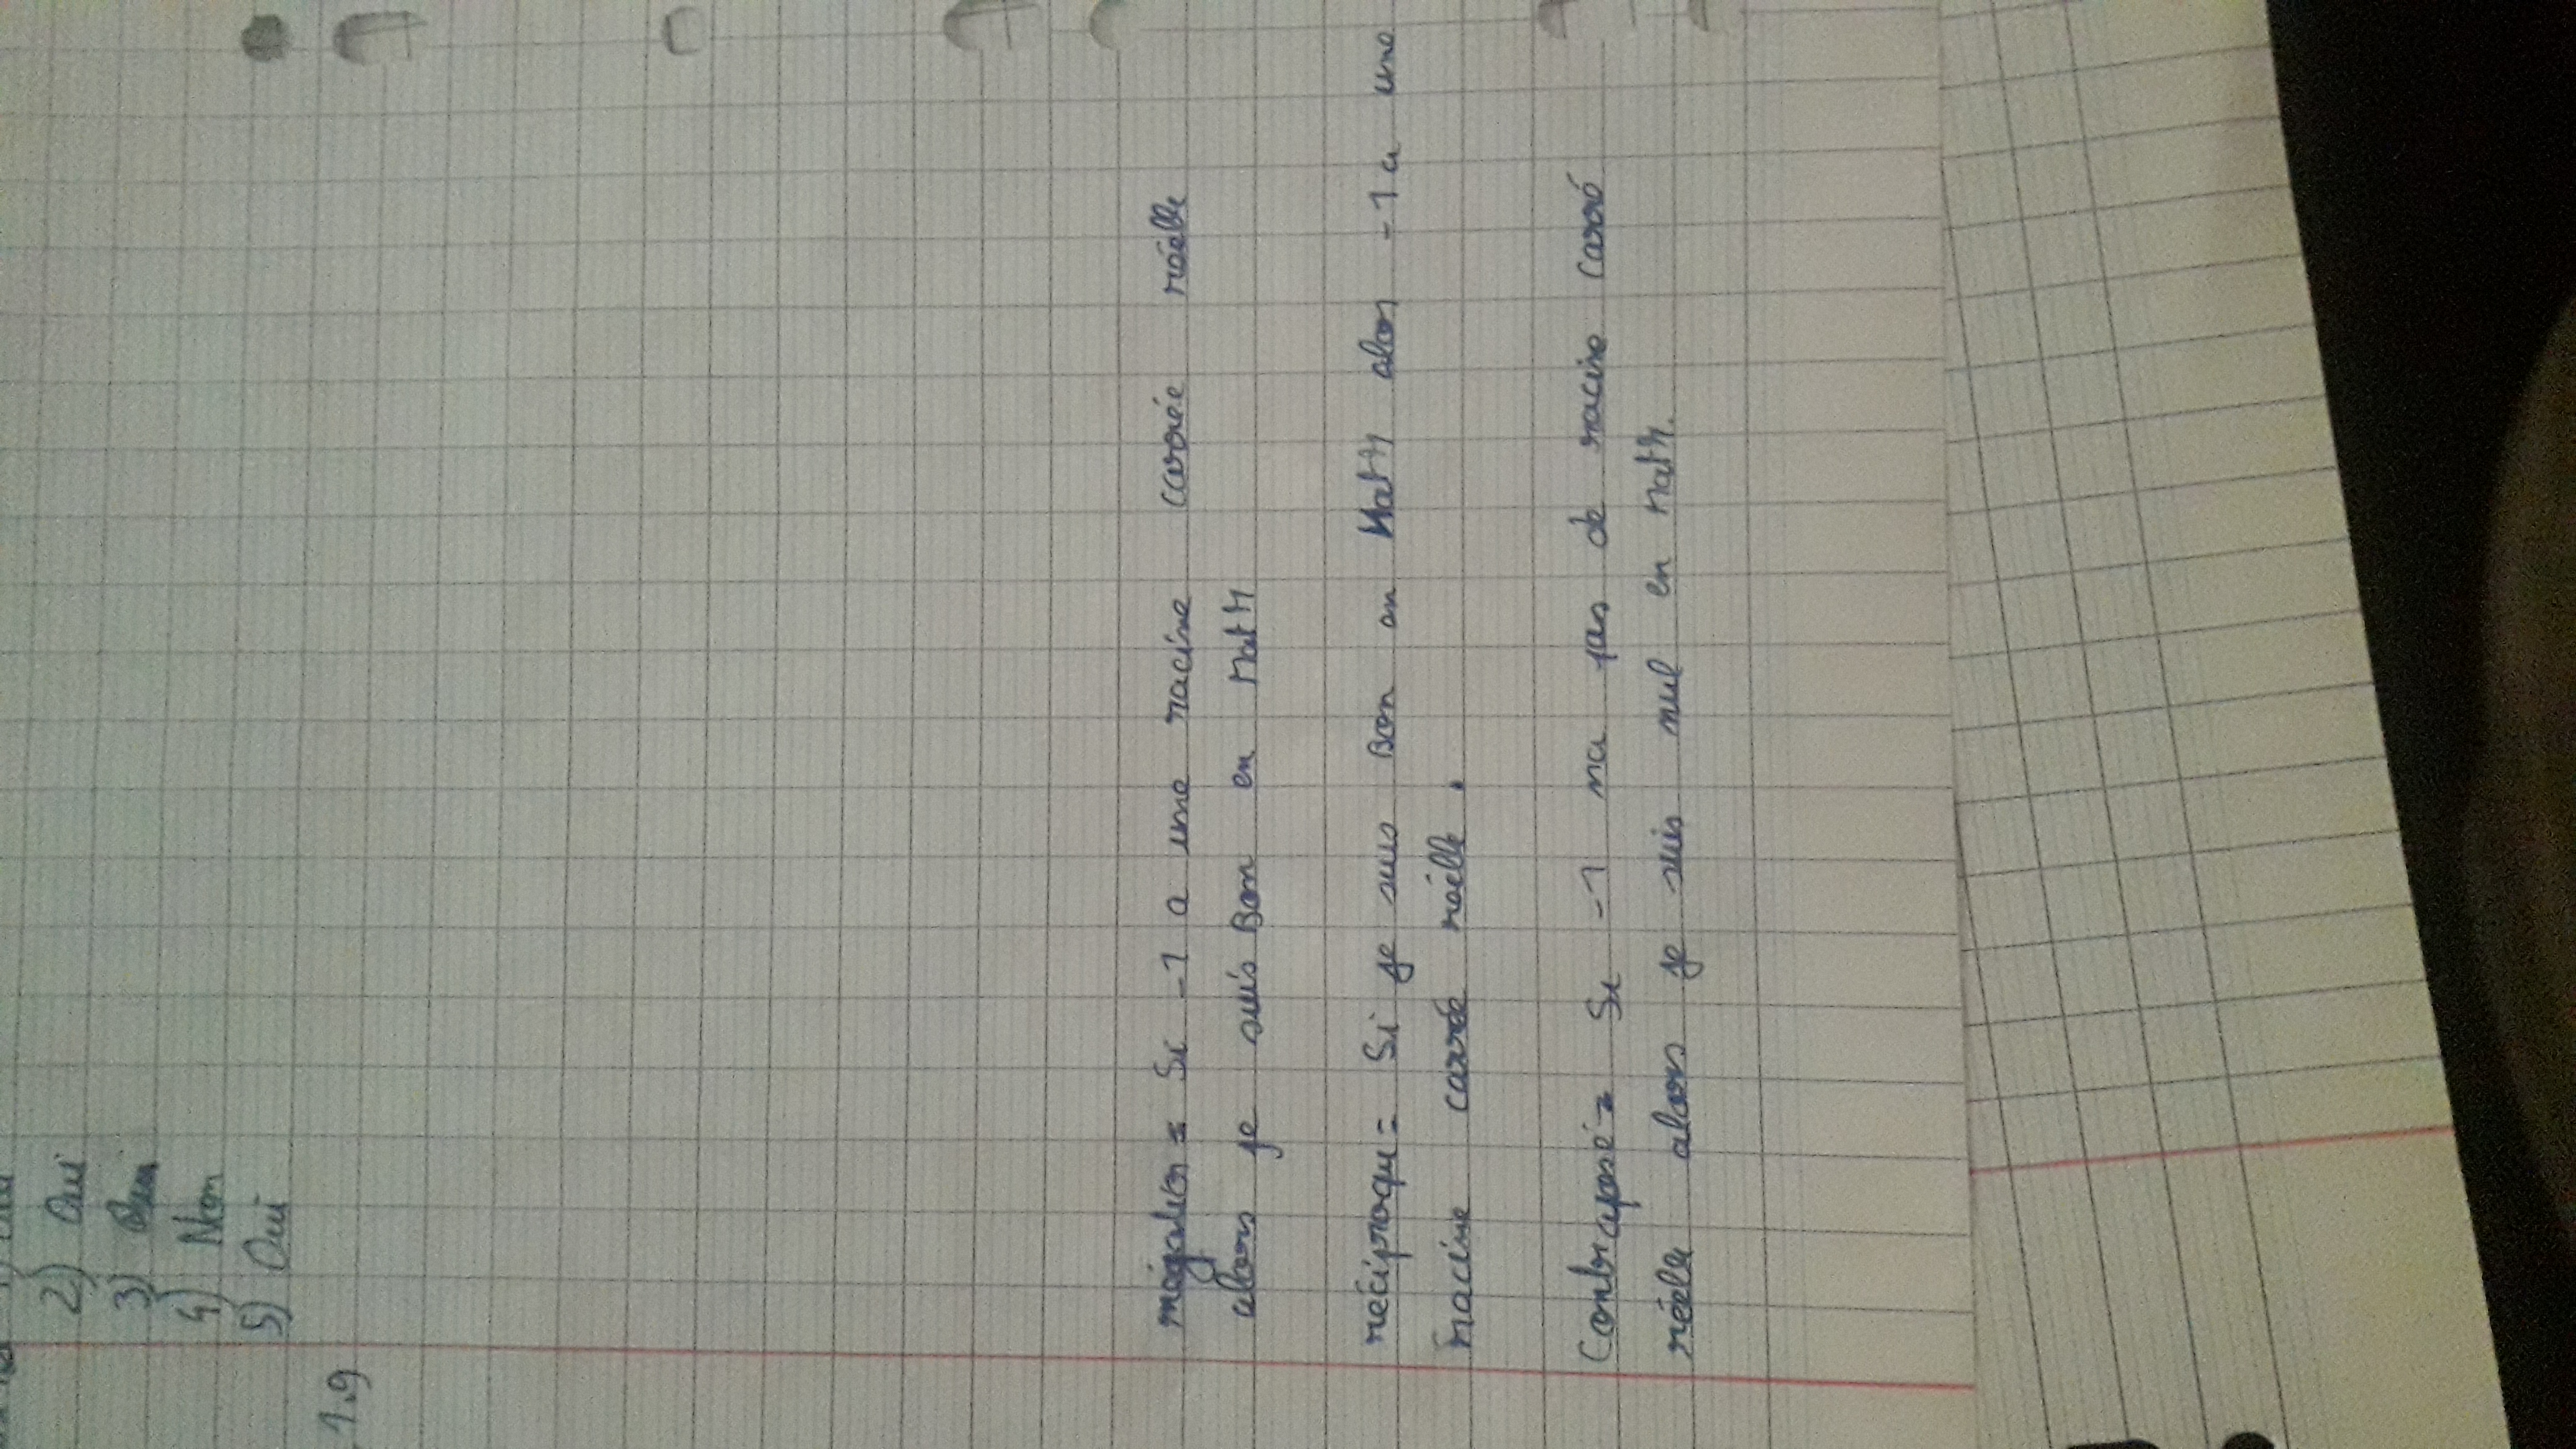 2) Oui
3) Oui
4) Non
5) Oui
1.9
négation = Si -1 a une racine carrée réelle
alors je suis Bon en Math
réciproqu = Si je suis Bon en Math alors -1 a une
racine carrée réelle.
Contraposé = Si -1 na pas de racine carré
réelle alors je suis nul en Math.